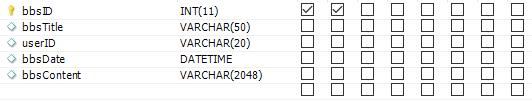 bbsID INT(11)
bbsTitle VARCHAR(50)
userID VARCHAR(20)
bbsDate DATETIME
bbsContent VARCHAR(2048)